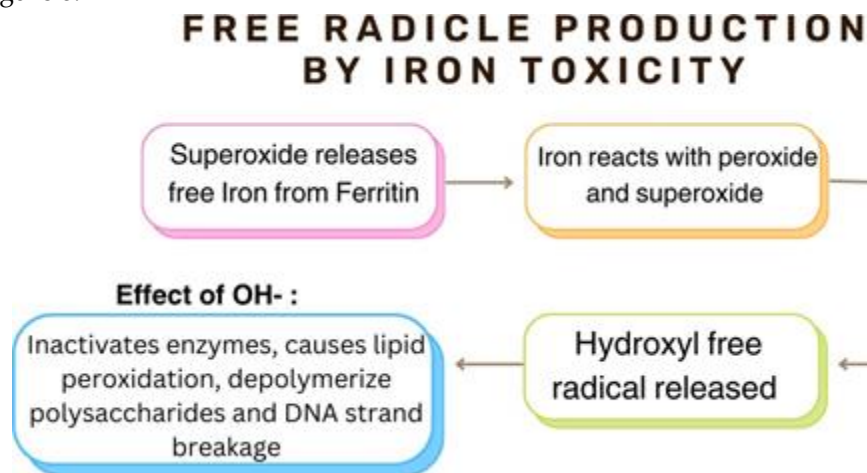 FREE RADICLE PRODUCTION
BY IRON TOXICITY
Superoxide releases
free Iron from Ferritin
Iron reacts with peroxide
and superoxide
Effect of OH- :
Inactivates enzymes, causes lipid
peroxidation, depolymerize
polysaccharides and DNA strand
breakage
Hydroxyl free
radical released